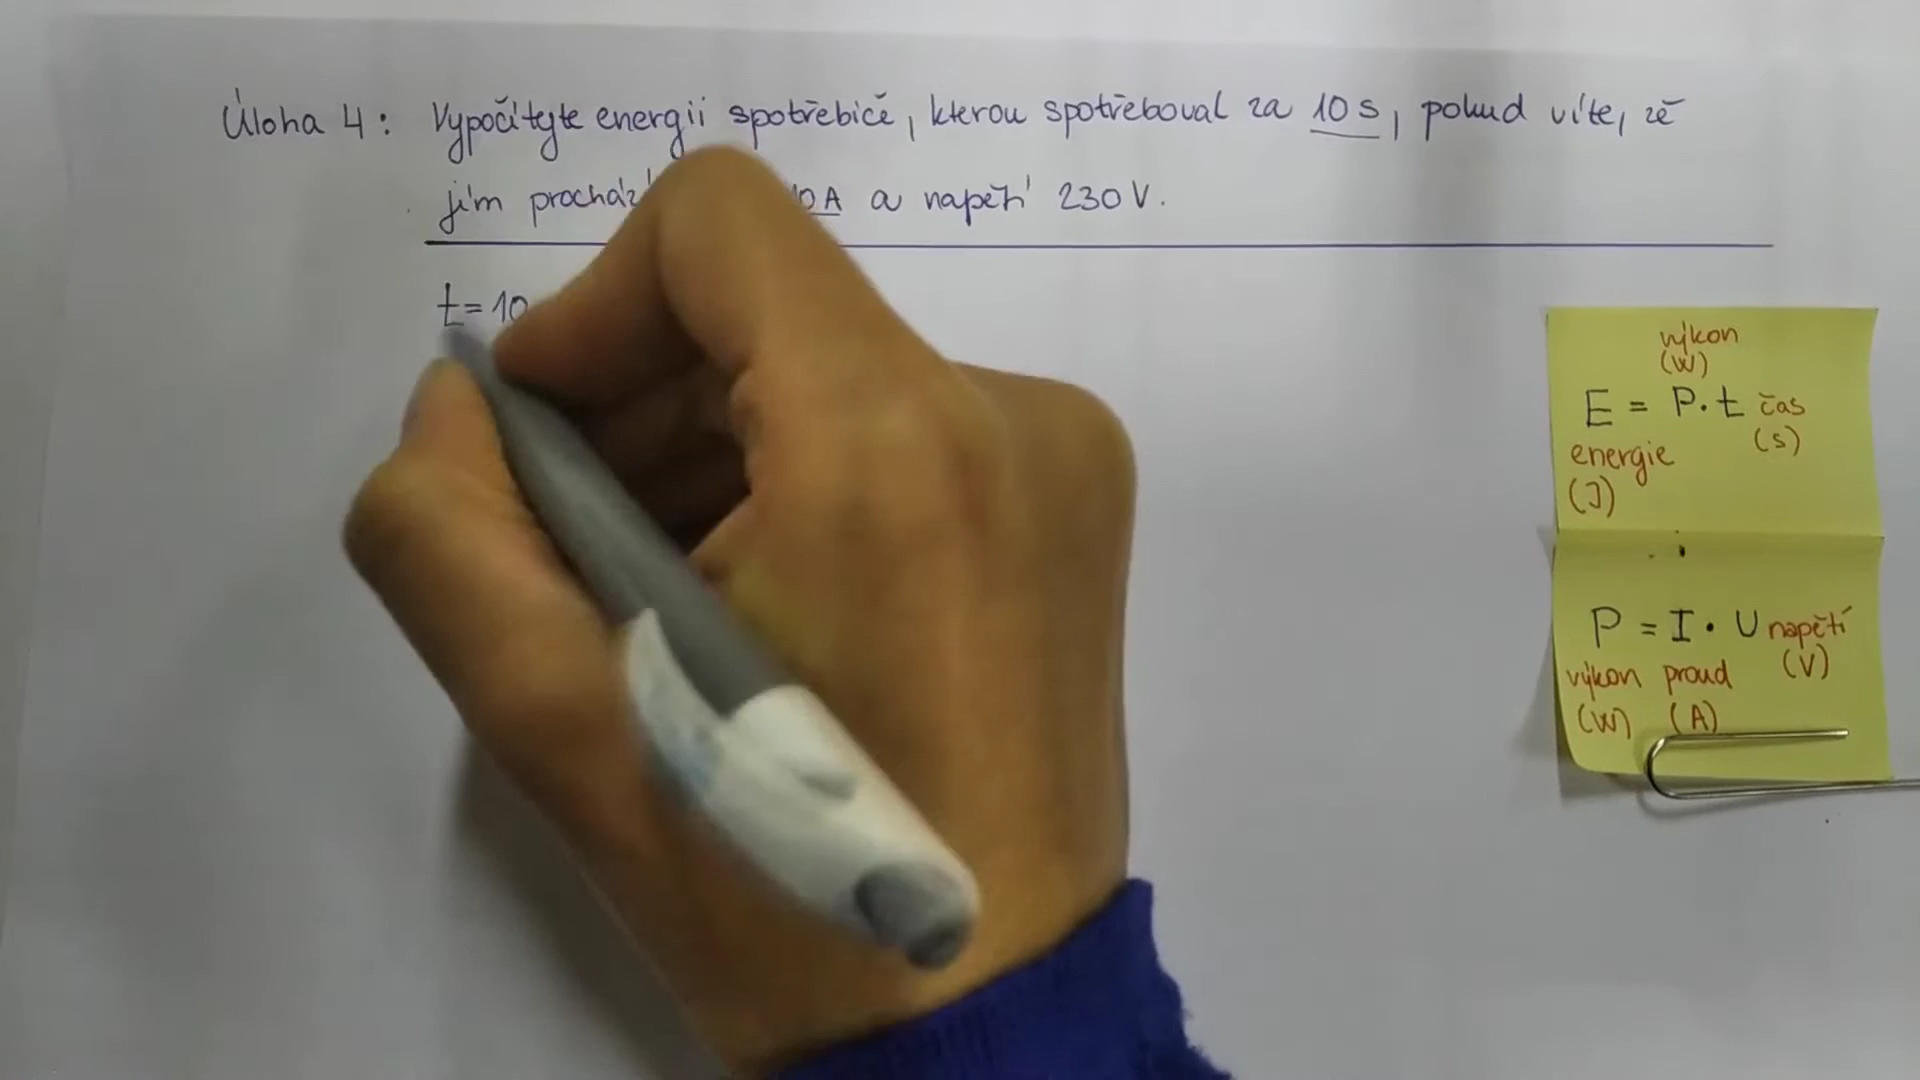 Úloha 4: Vypočítejte energii spotřebiče, kterou spotřeboval za 10 s, pokud víte, že
jím a napětí 230 V.
t = 10
výkon
(W)
E = P. t čas
(s)
energie
(J)
P = I • U napětí
(V)
výkon proud
(W) (A)